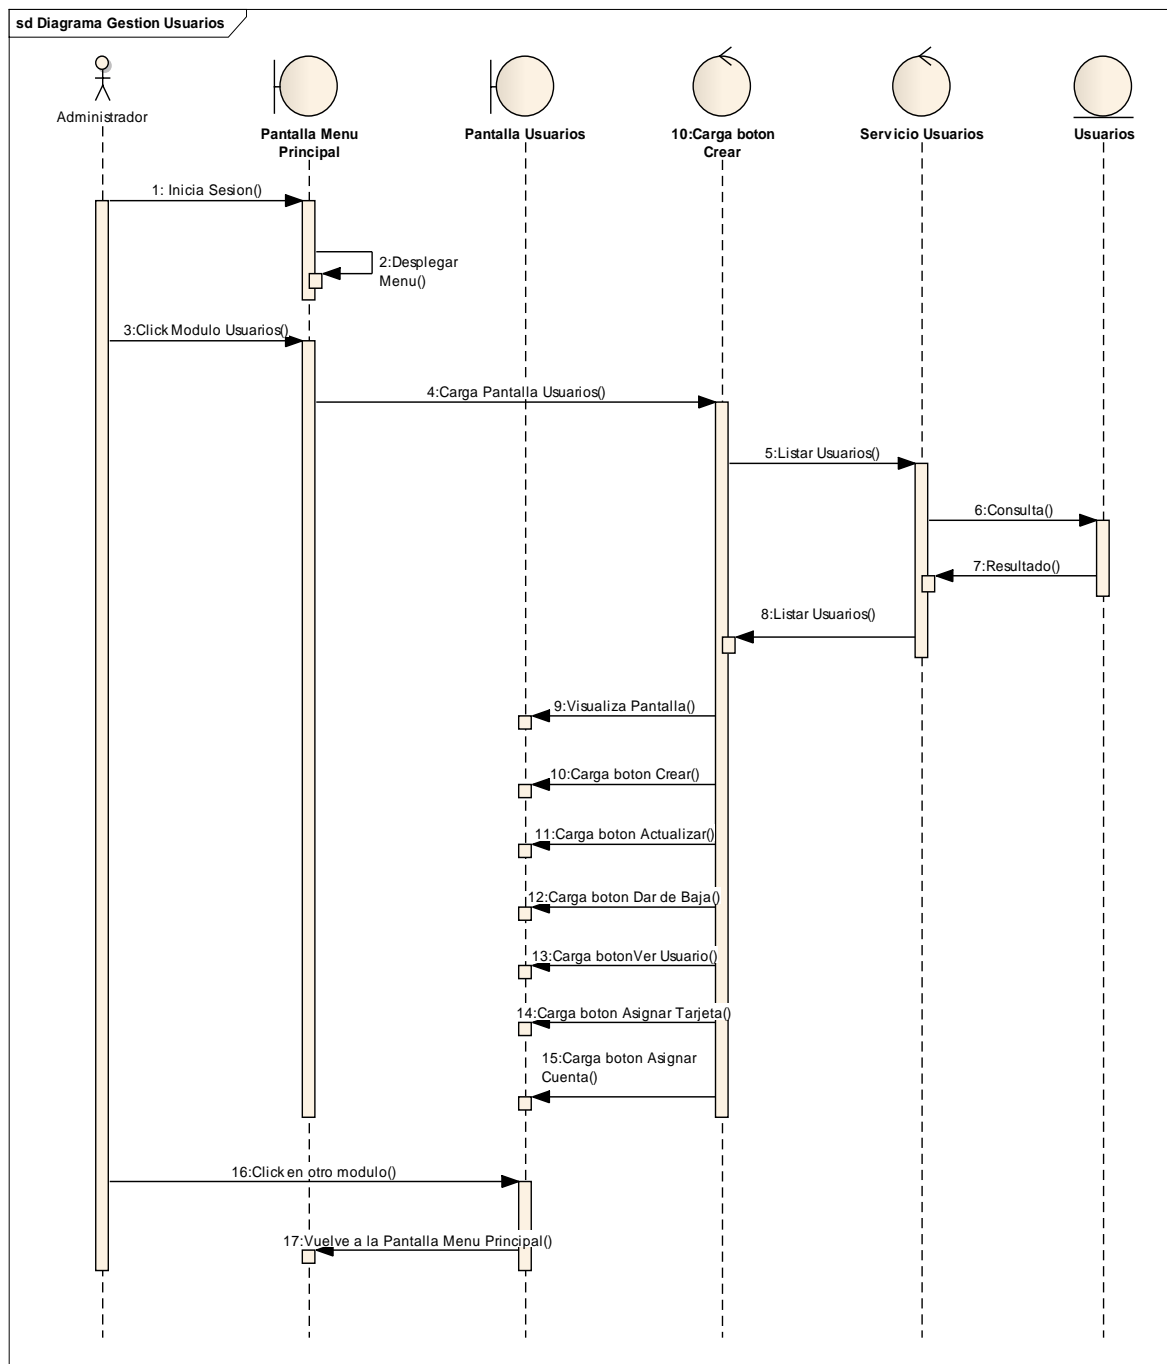 sd Diagrama Gestion Usuarios
Administrador
Pantalla Menu
Principal
Pantalla Usuarios
10:Carga boton
Crear
Servicio Usuarios
Usuarios
1: Inicia Sesion()
2:Desplegar
Menu()
3:Click Modulo Usuarios()
4:Carga Pantalla Usuarios()
5:Listar Usuarios()
6:Consulta()
7:Resultado()
8:Listar Usuarios()
9:Visualiza Pantalla()
10:Carga boton Crear()
11:Carga boton Actualizar()
12:Carga boton Dar de Baja()
13:Carga botonVer Usuario()
14:Carga boton Asignar Tarjeta()
15:Carga boton Asignar
Cuenta()
16:Click en otro modulo()
17:Vuelve a la Pantalla Menu Principal()